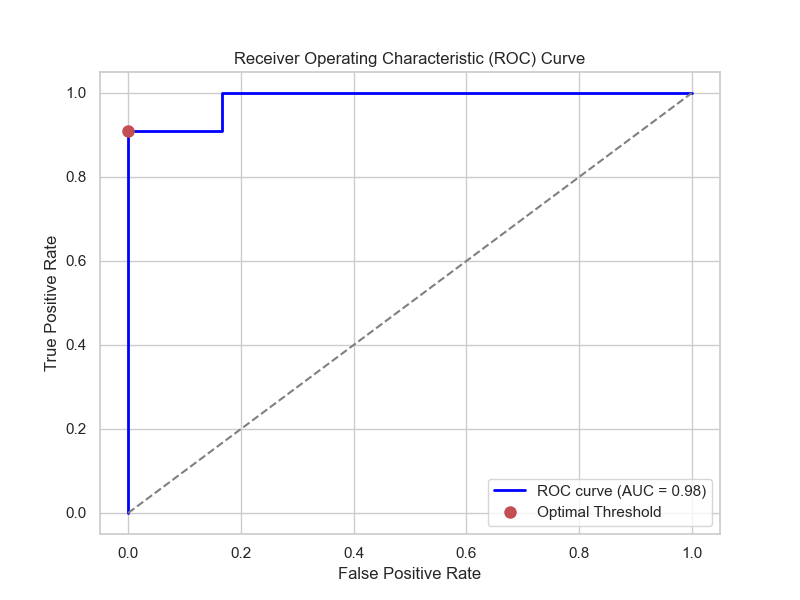 Receiver Operating Characteristic (ROC) Curve
True Positive Rate
1.0
0.8
0.6
0.4
0.2
0.0
ROC curve (AUC = 0.98)
Optimal Threshold
0.0 0.2 0.4 0.6 0.8 1.0
False Positive Rate